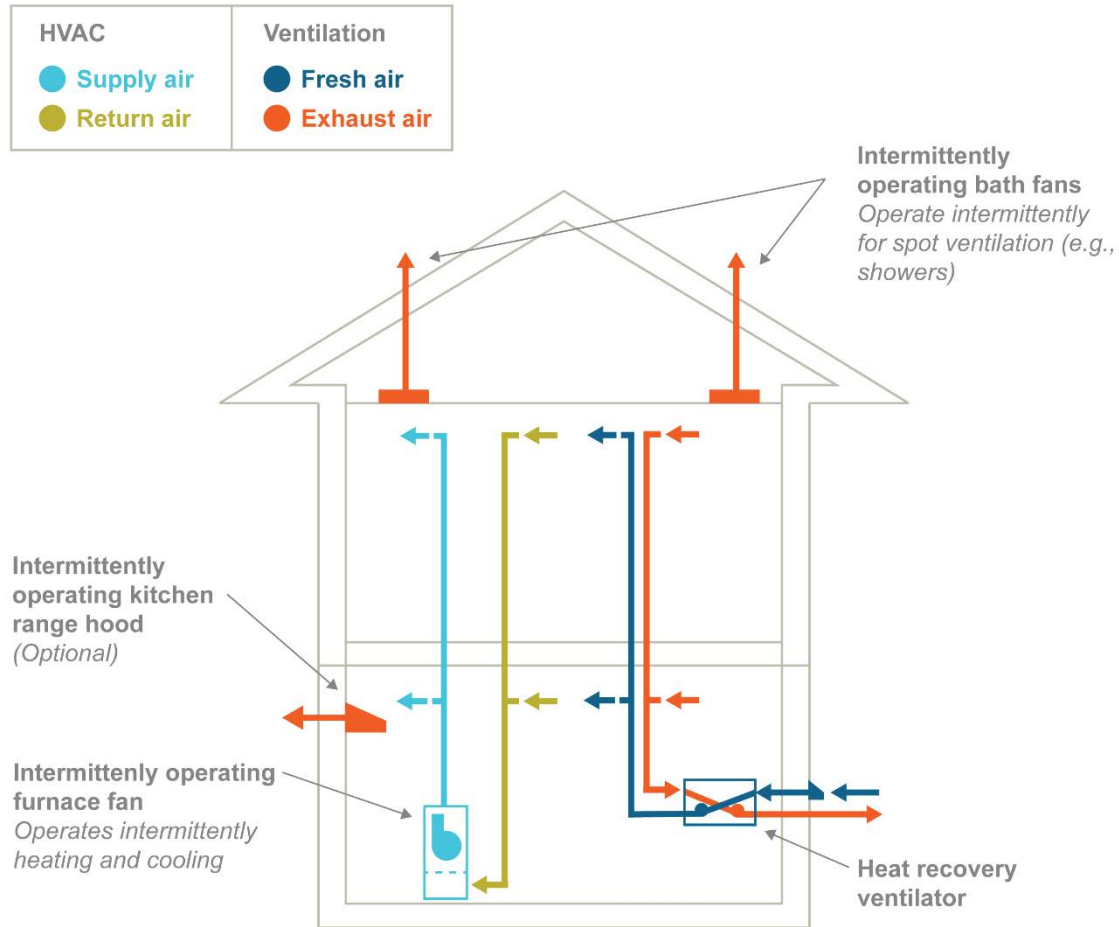 HVAC
Supply air
Return air
Ventilation
Fresh air
Exhaust air
Intermittently
operating bath fans
Operate intermittently
for spot ventilation (e.g.,
showers)
Intermittently
operating kitchen
range hood
(Optional)
Intermittenly operating
furnace fan
Operates intermittently
heating and cooling
Heat recovery
ventilator